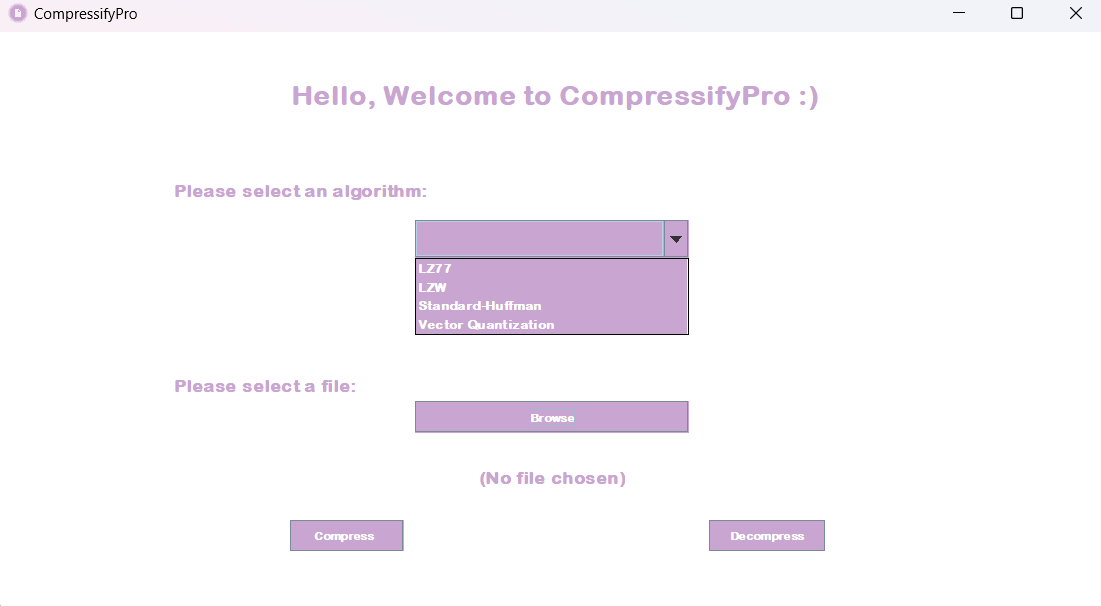 CompressifyPro
Hello, Welcome to CompressifyPro :)
Please select an algorithm:
LZ77
LZW
Standard-Huffman
Vector Quantization
Please select a file:
Browse
(No file chosen)
Compress
Decompress